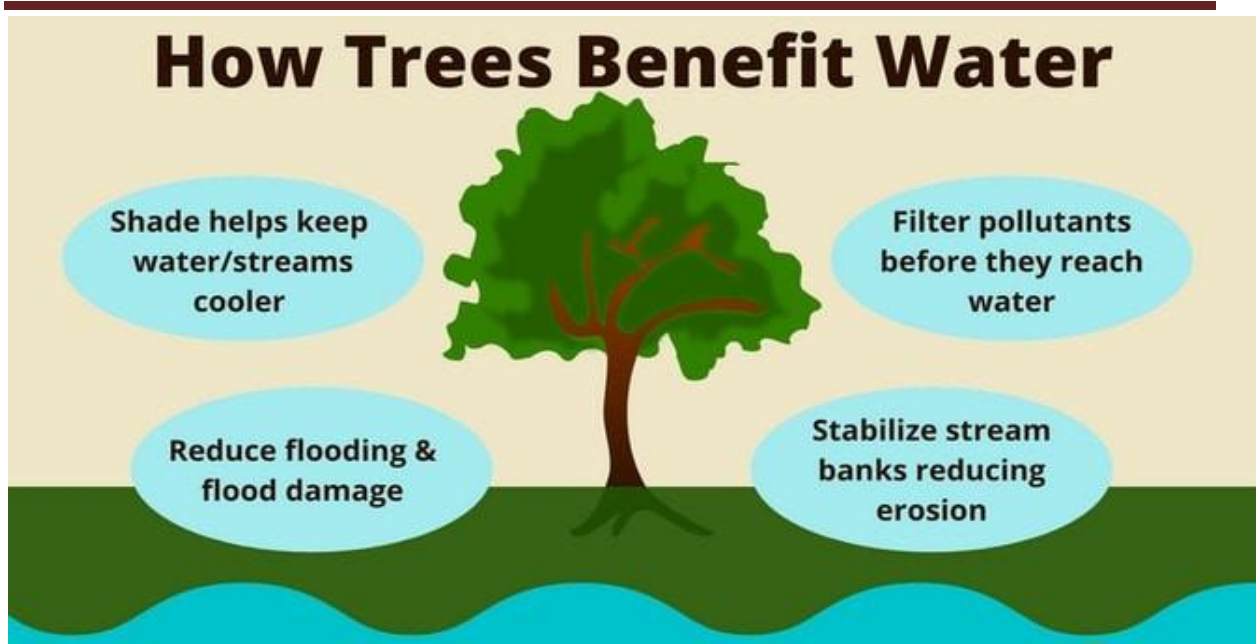 How Trees Benefit Water
Shade helps keep
water/streams
cooler
Filter pollutants
before they reach
water
Reduce flooding &
flood damage
Stabilize stream
banks reducing
erosion